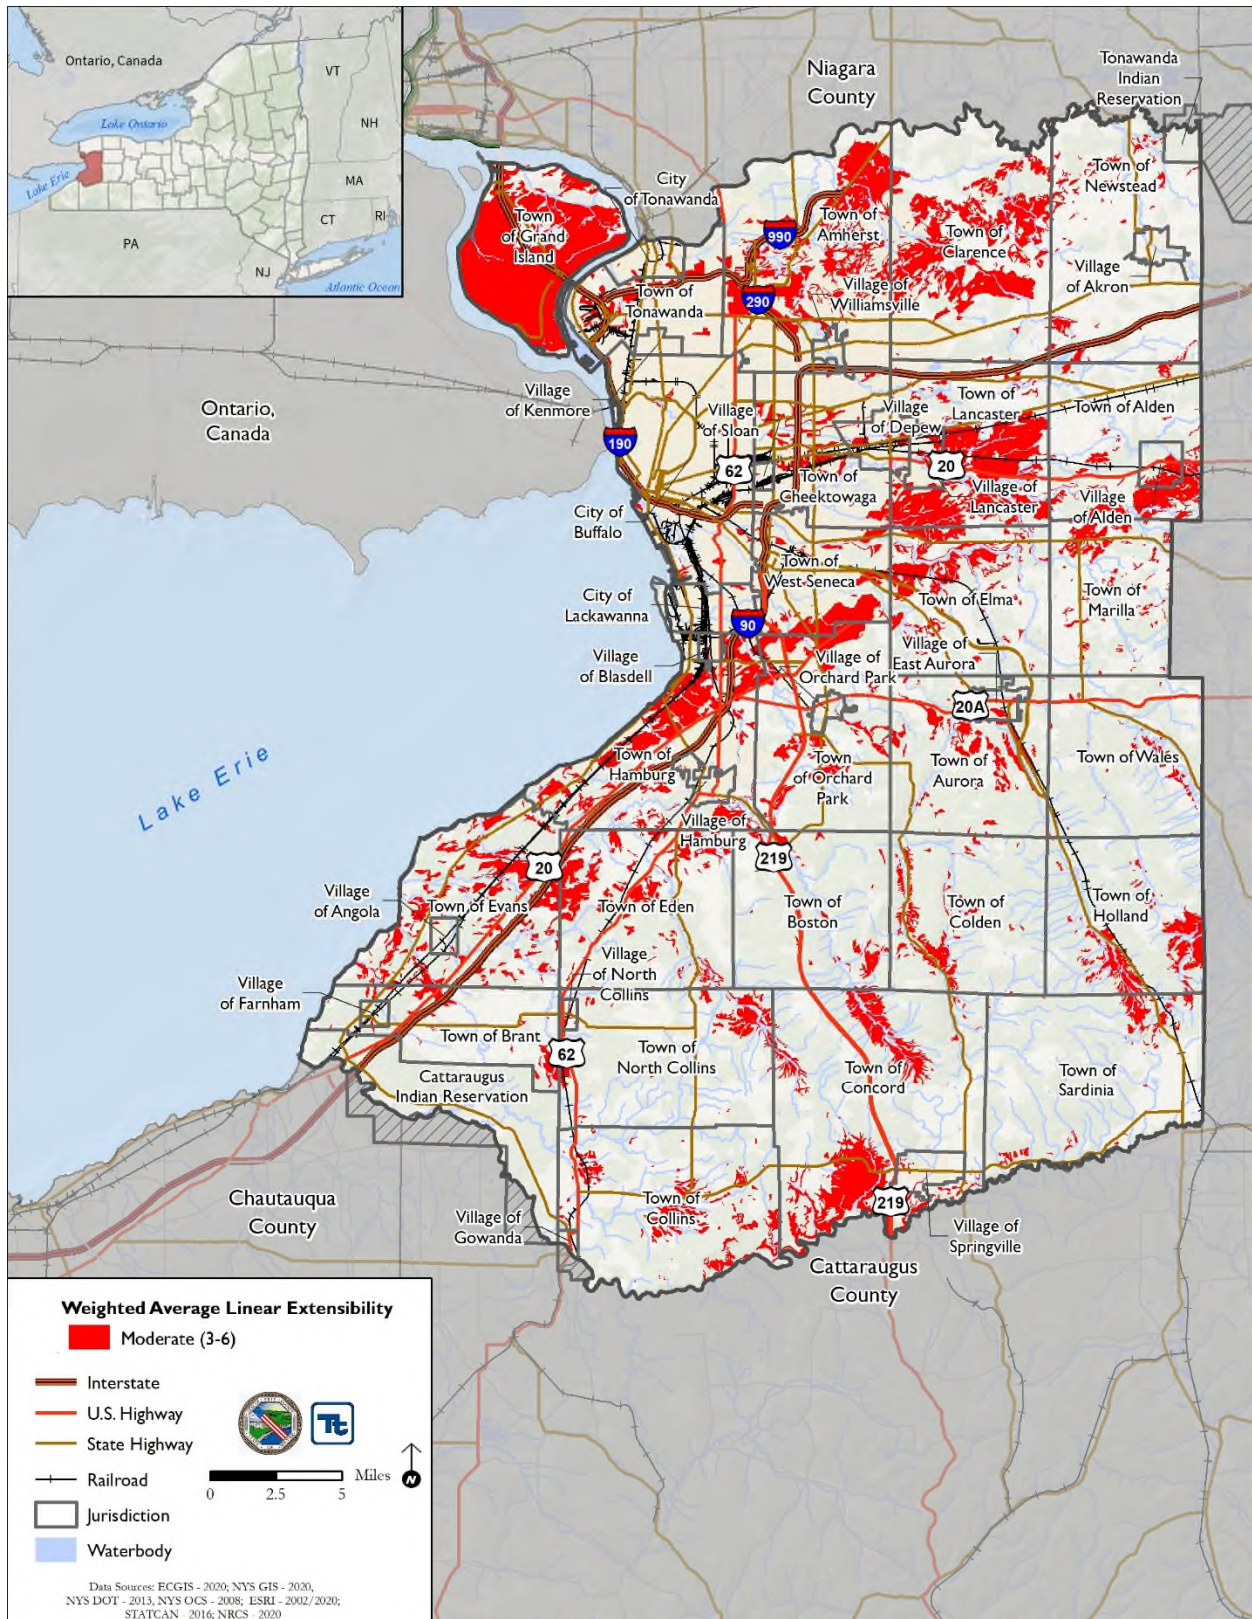 Ontario, Canada
VT
NH
Lake Ontario
MA
Lake Erie
CT
RI
PA
NJ
Atlantic Ocean
Niagara
County
Tonawanda
Indian
Reservation
City
of Tonawanda
Town of
Newstead
Town
of Grand
Island
990
Town of
Amherst
Town of
Clarence
Village
of Akron
Town of
Tonawanda
290
Village of
Williamsville
Village
of Kenmore
Ontario,
Canada
190
Village
of Sloan
Village
of Depew
Town of
Lancaster
Town of Alden
62
20
Town of
Cheektowaga
Village of
Lancaster
Village
of Alden
City of
Buffalo
Town of
West Seneca
City of
Lackawanna
Town of Elma
Town of
Marilla
90
Village
of Blasdell
Village of
Orchard Park
Village of
East Aurora
20A
Lake Erie
Town of
Hamburg
Town
of Orchard
Park
Town of
Aurora
Town of Wales
Village of
Hamburg
20
219
Village
of Angola
Town of Evans
Town of Eden
Town of
Boston
Town of
Colden
Town of
Holland
Village
of Farnham
Village
of North
Collins
Town of Brant
62
Town of
North Collins
Town of
Concord
Town of
Sardinia
Cattaraugus
Indian Reservation
Chautauqua
County
Village of
Gowanda
Town of
Collins
219
Village of
Springville
Cattaraugus
County
Weighted Average Linear Extensibility
Moderate (3-6)
Interstate
U.S. Highway
State Highway
Railroad
Jurisdiction
Waterbody
Tt
Miles
0 2.5 5
N
Data Sources: ECGIS - 2020; NYS GIS - 2020,
NYS DOT - 2013, NYS OCS - 2008; ESRI - 2002/2020;
STATCAN - 2016; NRCS - 2020